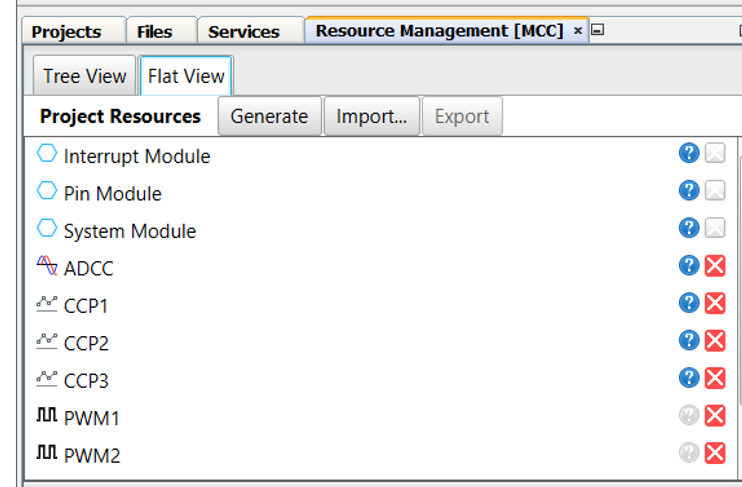 Projects Files Services Resource Management [MCC] ×
Tree View Flat View
Project Resources Generate Import... Export
Interrupt Module ?
Pin Module ?
System Module ?
ADCC ?
CCP1 ?
CCP2 ?
CCP3 ?
PWM1 ?
PWM2 ?